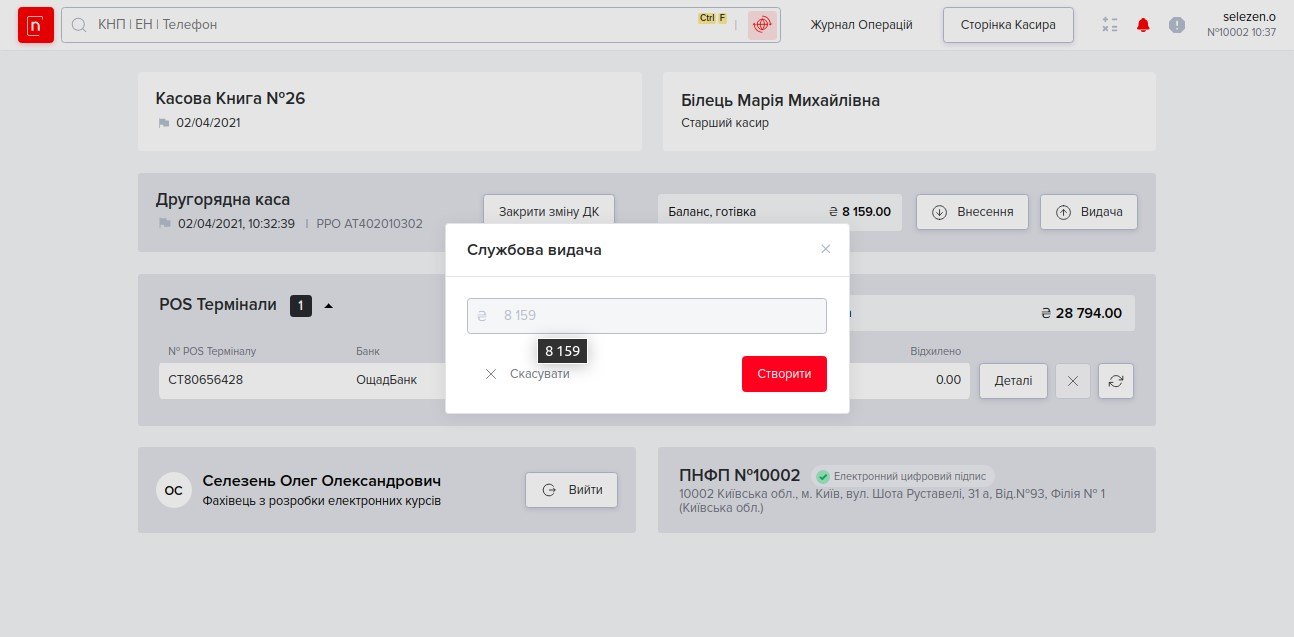 n
КНП | ЕН | Телефон
Ctrl F
Журнал Операцій
Сторінка Касира
selezen.o
№10002 10:37
Касова Книга №26
02/04/2021
Білець Марія Михайлівна
Старший касир
Другорядна каса
02/04/2021, 10:32:39 | РРО АТ402010302
Закрити зміну ДК
Баланс, готівка ₴ 8 159.00
Внесення
Видача
Службова видача
₴ 8 159
8 159
Скасувати
Створити
POS Термінали 1
₴ 28 794.00
№ POS Терміналу
Банк
Відхилено
CT80656428
ОщадБанк
0.00
Деталі
ОС
Селезень Олег Олександрович
Фахівець з розробки електронних курсів
Вийти
ПНФП №10002
Електронний цифровий підпис
10002 Київська обл., м. Київ, вул. Шота Руставелі, 31 а, Від.№93, Філія № 1
(Київська обл.)